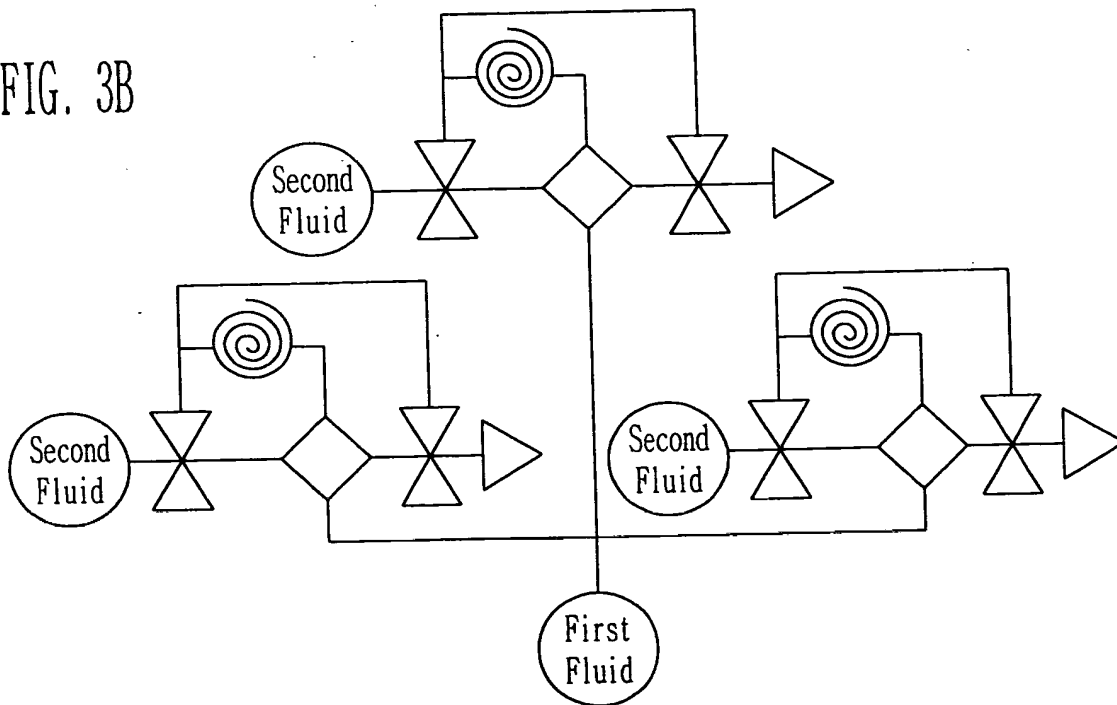 FIG. 3B
Second
Fluid
Second
Fluid
Second
Fluid
First
Fluid